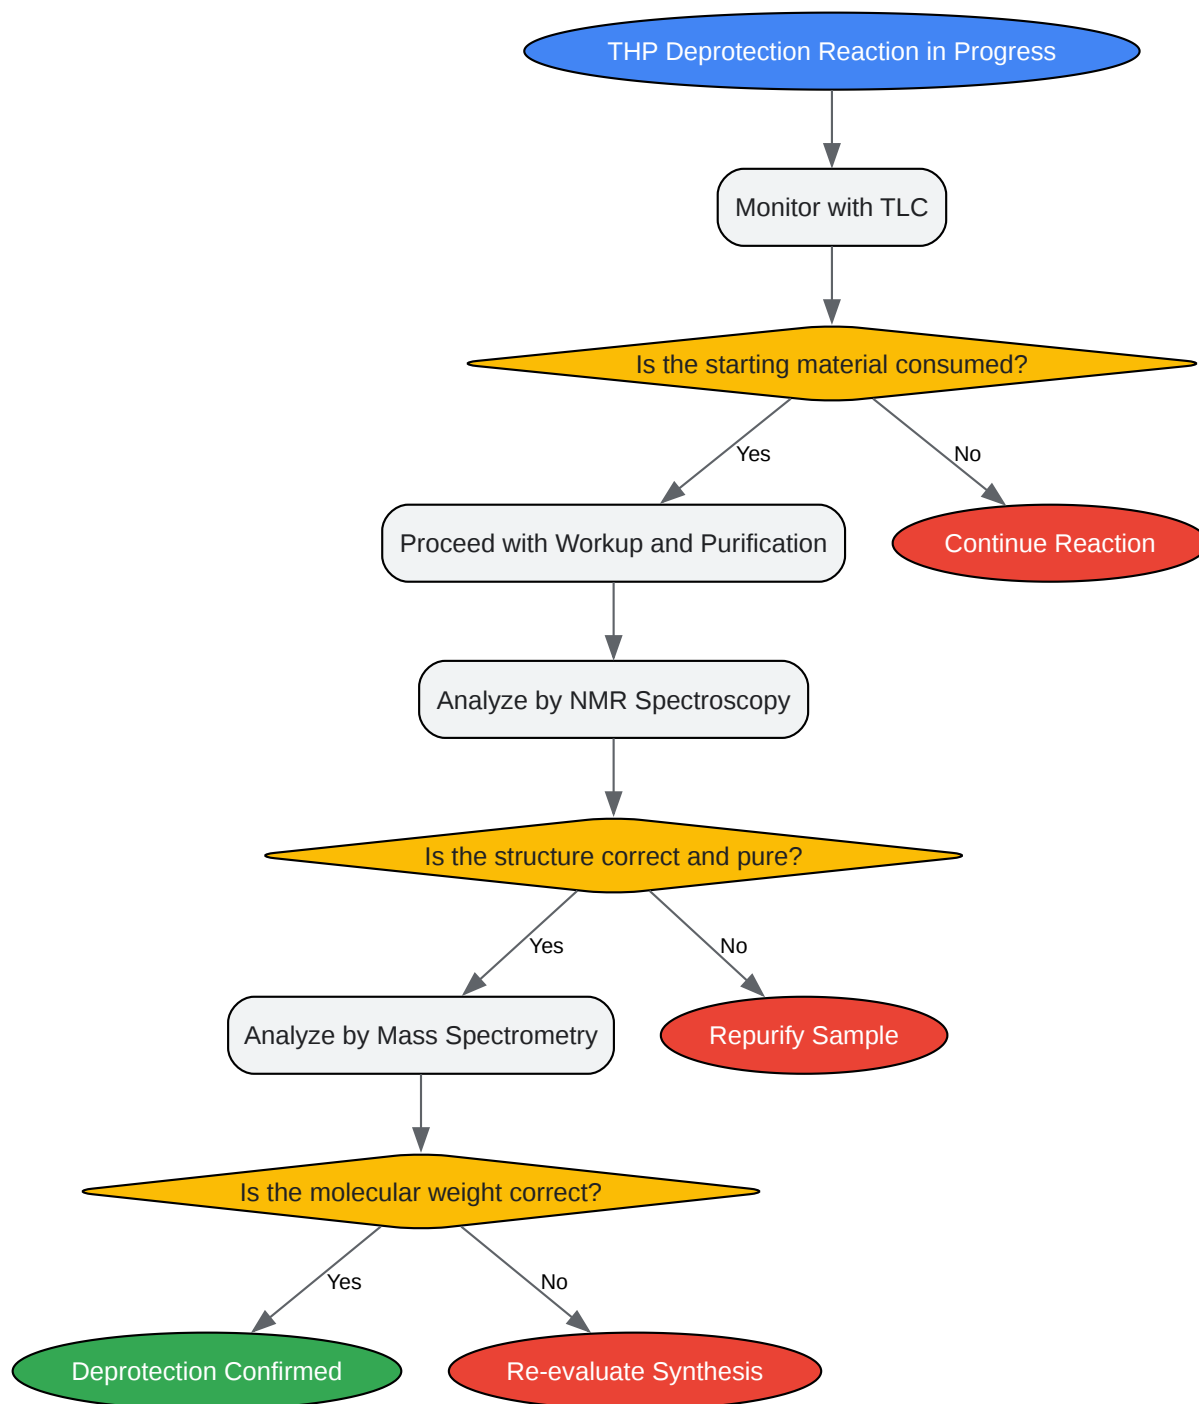 THP Deprotection Reaction in Progress
Monitor with TLC
Is the starting material consumed?
Yes
No
Proceed with Workup and Purification
Continue Reaction
Analyze by NMR Spectroscopy
Is the structure correct and pure?
Yes
No
Analyze by Mass Spectrometry
Repurify Sample
Is the molecular weight correct?
Yes
No
Deprotection Confirmed
Re-evaluate Synthesis